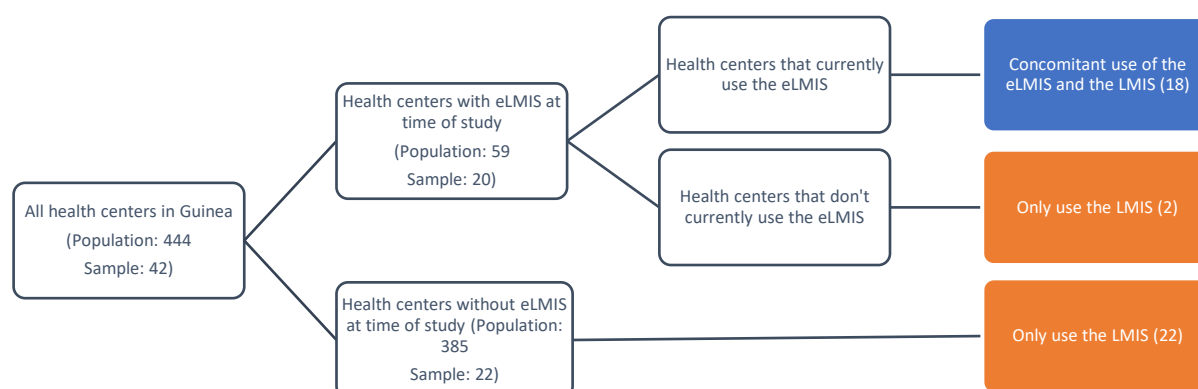 All health centers in Guinea
(Population: 444
Sample: 42)
Health centers with eLMIS at
time of study
(Population: 59
Sample: 20)
Health centers without eLMIS
at time of study (Population:
385
Sample: 22)
Health centers that currently
use the eLMIS
Health centers that don't
currently use the eLMIS
Concomitant use of the
eLMIS and the LMIS (18)
Only use the LMIS (2)
Only use the LMIS (22)